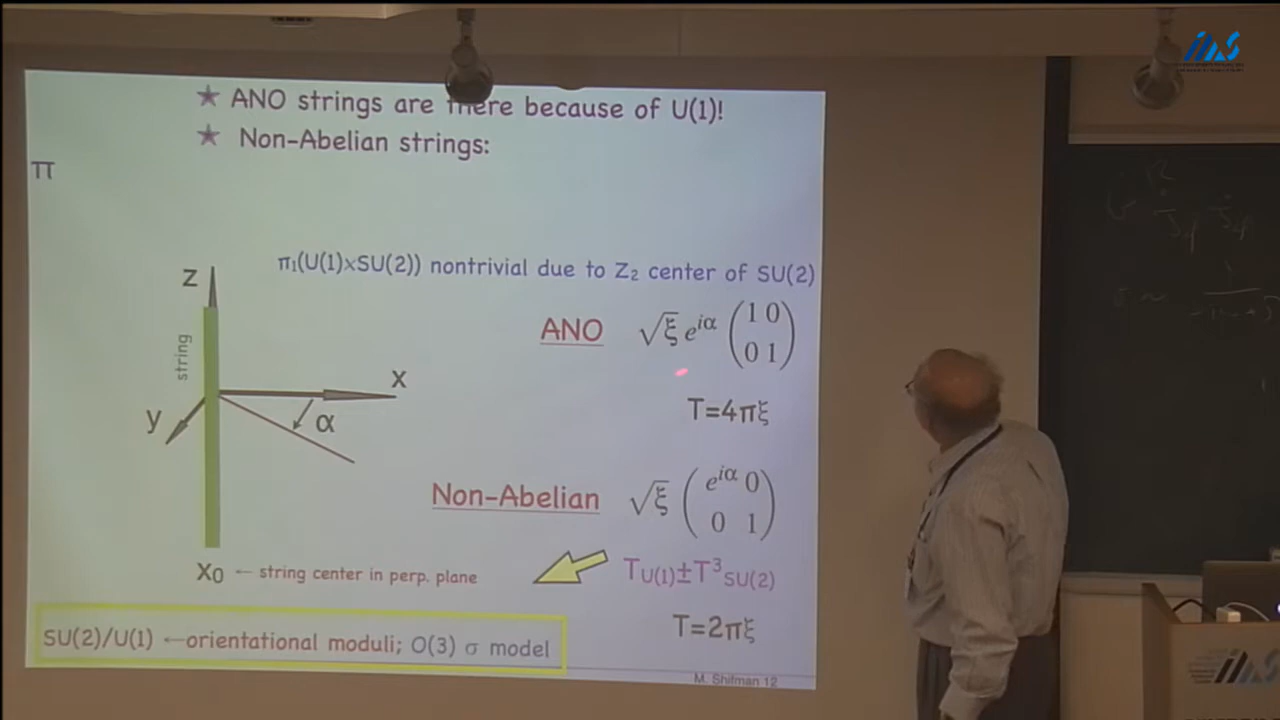 ★ ANO strings are there because of U(1)!
★ Non-Abelian strings:
π
π₁(U(1)×SU(2)) nontrivial due to Z₂ center of SU(2)
Z
ANO √ξ e^{iα} (1 0
0 1)
string
X
T=4πξ
y
α
Non-Abelian √ξ (e^{iα} 0
0 1)
X₀ ← string center in perp. plane
T_{U(1)}±T³_{SU(2)}
T=2πξ
SU(2)/U(1) ←orientational moduli; O(3) σ model
M. Shifman 12